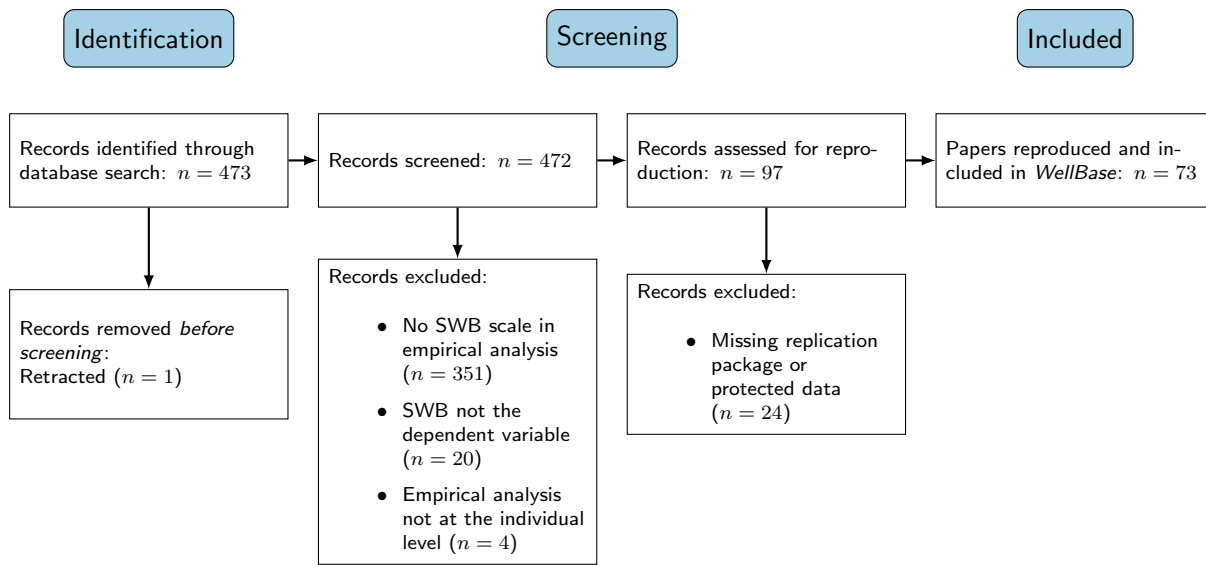 Identification
Screening
Included
Records identified through
database search: n = 473
Records screened: n = 472
Records assessed for repro-
duction: n = 97
Papers reproduced and in-
cluded in WellBase: n = 73
Records removed before
screening:
Retracted (n = 1)
Records excluded:
• No SWB scale in
empirical analysis
(n = 351)
• SWB not the
dependent variable
(n = 20)
• Empirical analysis
not at the individual
level (n = 4)
Records excluded:
• Missing replication
package or
protected data
(n = 24)